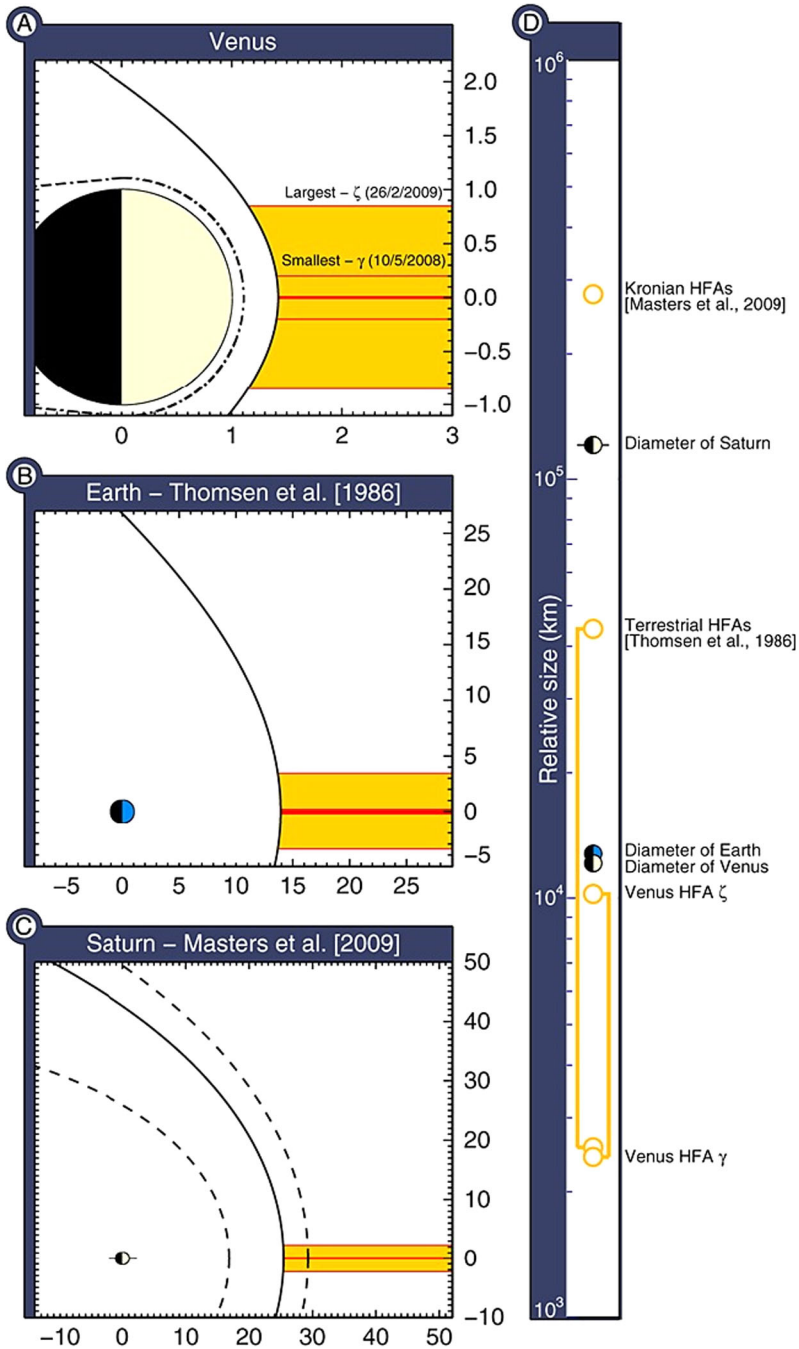 A
Venus
2.0
1.5
1.0
0.5
0.0
−0.5
−1.0
Largest − ζ (26/2/2009)
Smallest − γ (10/5/2008)
0 1 2 3
B
Earth − Thomsen et al. [1986]
25
20
15
10
5
0
−5
−5 0 5 10 15 20 25
C
Saturn − Masters et al. [2009]
50
40
30
20
10
0
−10
−10 0 10 20 30 40 50
D
Relative size (km)
10⁶
Kronian HFAs
[Masters et al., 2009]
Diameter of Saturn
10⁵
Terrestrial HFAs
[Thomsen et al., 1986]
Diameter of Earth
Diameter of Venus
Venus HFA ζ
10⁴
Venus HFA γ
10³